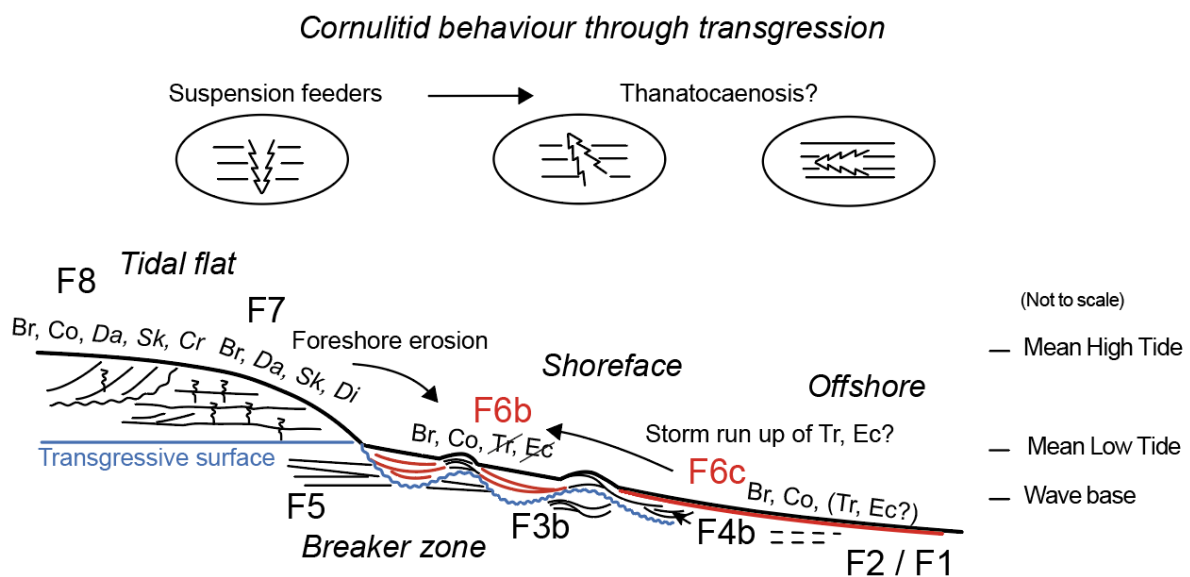 Cornulitid behaviour through transgression
Suspension feeders
Thanatocaenosis?
Tidal flat
F8
F7
(Not to scale)
Br, Co, Da, Sk, Cr
Br, Da, Sk, Di
Foreshore erosion
Mean High Tide
Shoreface
Offshore
F6b
Br, Co, Tr, Ec
Storm run up of Tr, Ec?
Mean Low Tide
Transgressive surface
F6c
Br, Co, (Tr, Ec?)
Wave base
F5
F3b
F4b
Breaker zone
F2 / F1